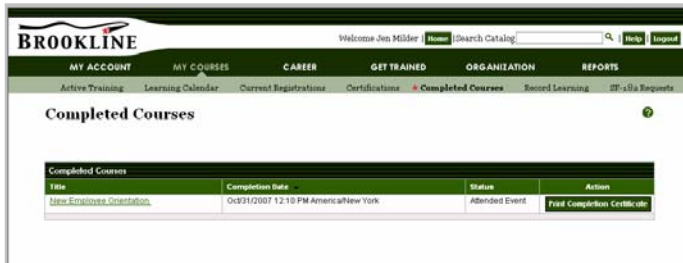 BROOKLINE
Welcome Jen Milder | Home | Search Catalog | Help | Logout
MY ACCOUNT MY COURSES CAREER GET TRAINED ORGANIZATION REPORTS
Active Training Learning Calendar Current Registrations Certifications Completed Courses Record Learning SF-182 Requests
Completed Courses
?
Completed Courses
Title Completion Date Status Action
New Employee Orientation Oct/31/2007 12:10 PM America/New York Attended Event Print Completion Certificate